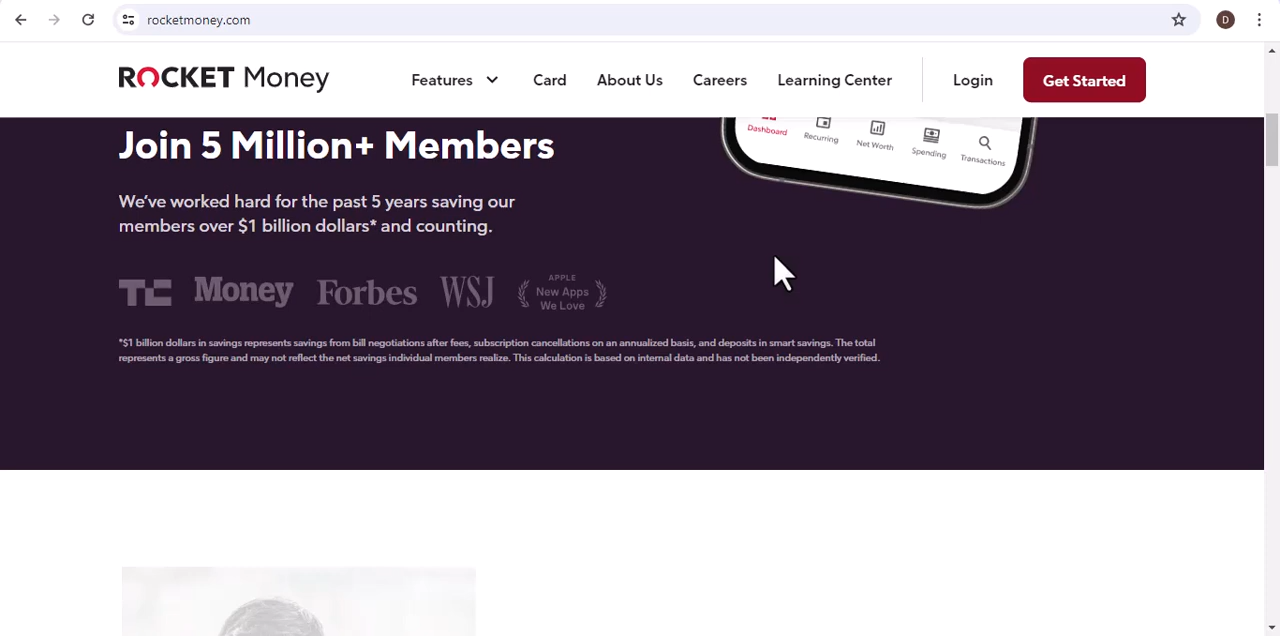 rocketmoney.com
D
ROCKET Money
Features
Card
About Us
Careers
Learning Center
Login
Get Started
Join 5 Million+ Members
We've worked hard for the past 5 years saving our
members over $1 billion dollars* and counting.
Dashboard
Recurring
Net Worth
Spending
Transactions
TC
Money
Forbes
WSJ
APPLE
New Apps
We Love
*$1 billion dollars in savings represents savings from bill negotiations after fees, subscription cancellations on an annualized basis, and deposits in smart savings. The total
represents a gross figure and may not reflect the net savings individual members realize. This calculation is based on internal data and has not been independently verified.